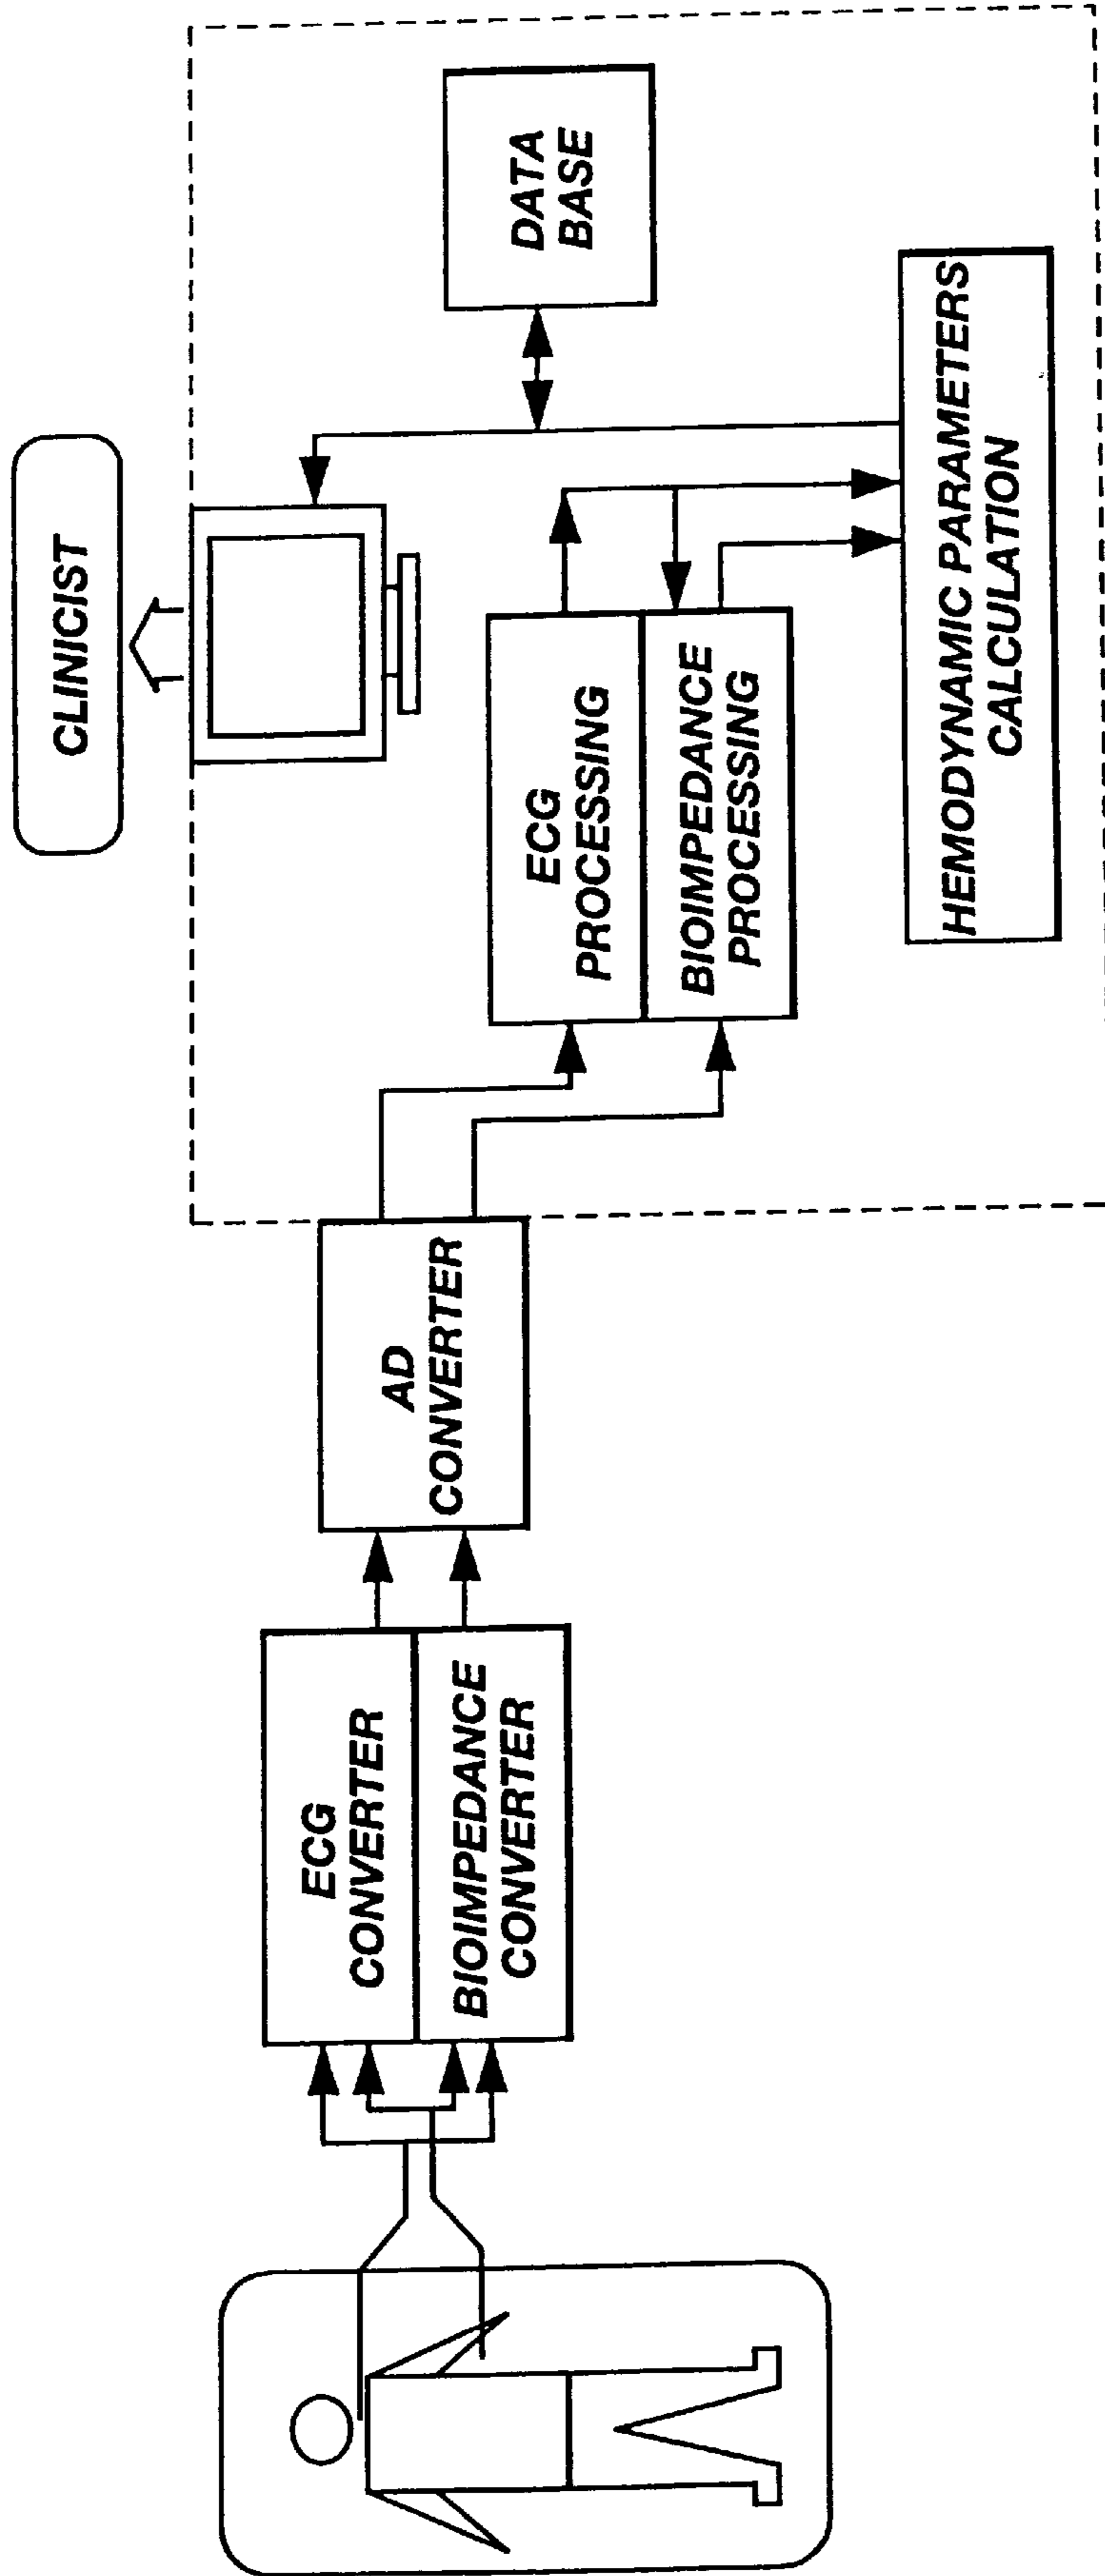 CLINICIST
DATA
BASE
ECG
PROCESSING
BIOIMPEDANCE
PROCESSING
HEMODYNAMIC PARAMETERS
CALCULATION
AD
CONVERTER
ECG
CONVERTER
BIOIMPEDANCE
CONVERTER